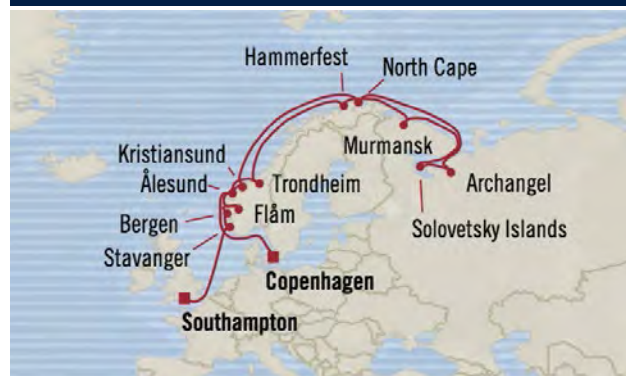 Hammerfest
North Cape
Kristiansund
Murmansk
Ålesund
Trondheim
Archangel
Bergen
Flåm
Solovetsky Islands
Stavanger
Copenhagen
Southampton